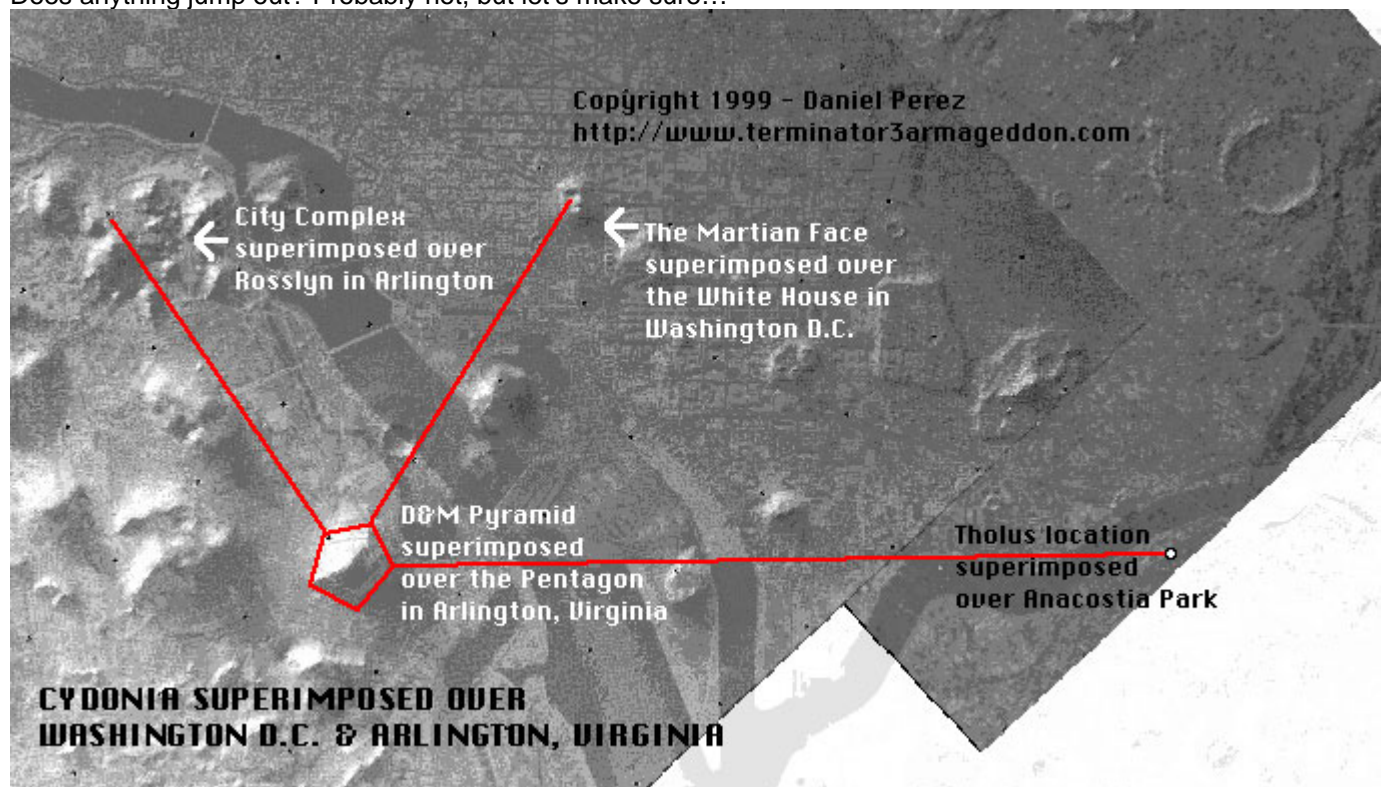 Does anything jump out? Probably not, but let's make sure…
Copyright 1999 - Daniel Perez
http://www.terminator3armageddon.com
City Complex
superimposed over
Rosslyn in Arlington
The Martian Face
superimposed over
the White House in
Washington D.C.
D&M Pyramid
superimposed
over the Pentagon
in Arlington, Virginia
Tholus location
superimposed
over Anacostia Park
CYDONIA SUPERIMPOSED OVER
WASHINGTON D.C. & ARLINGTON, VIRGINIA